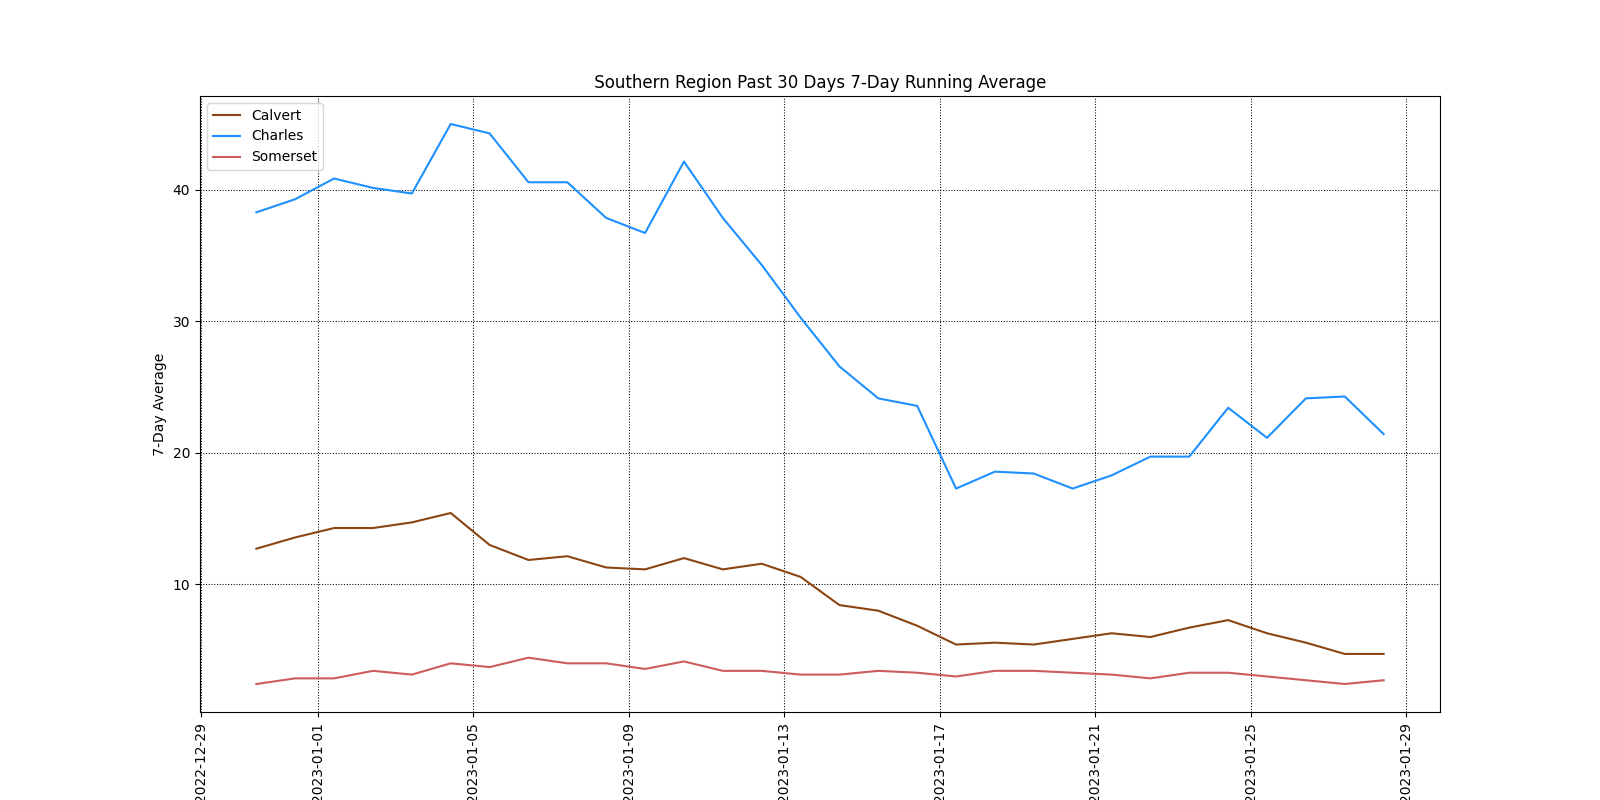 Southern Region Past 30 Days 7-Day Running Average
Calvert
Charles
Somerset
7-Day Average
40
30
20
10
2022-12-29
2023-01-01
2023-01-05
2023-01-09
2023-01-13
2023-01-17
2023-01-21
2023-01-25
2023-01-29